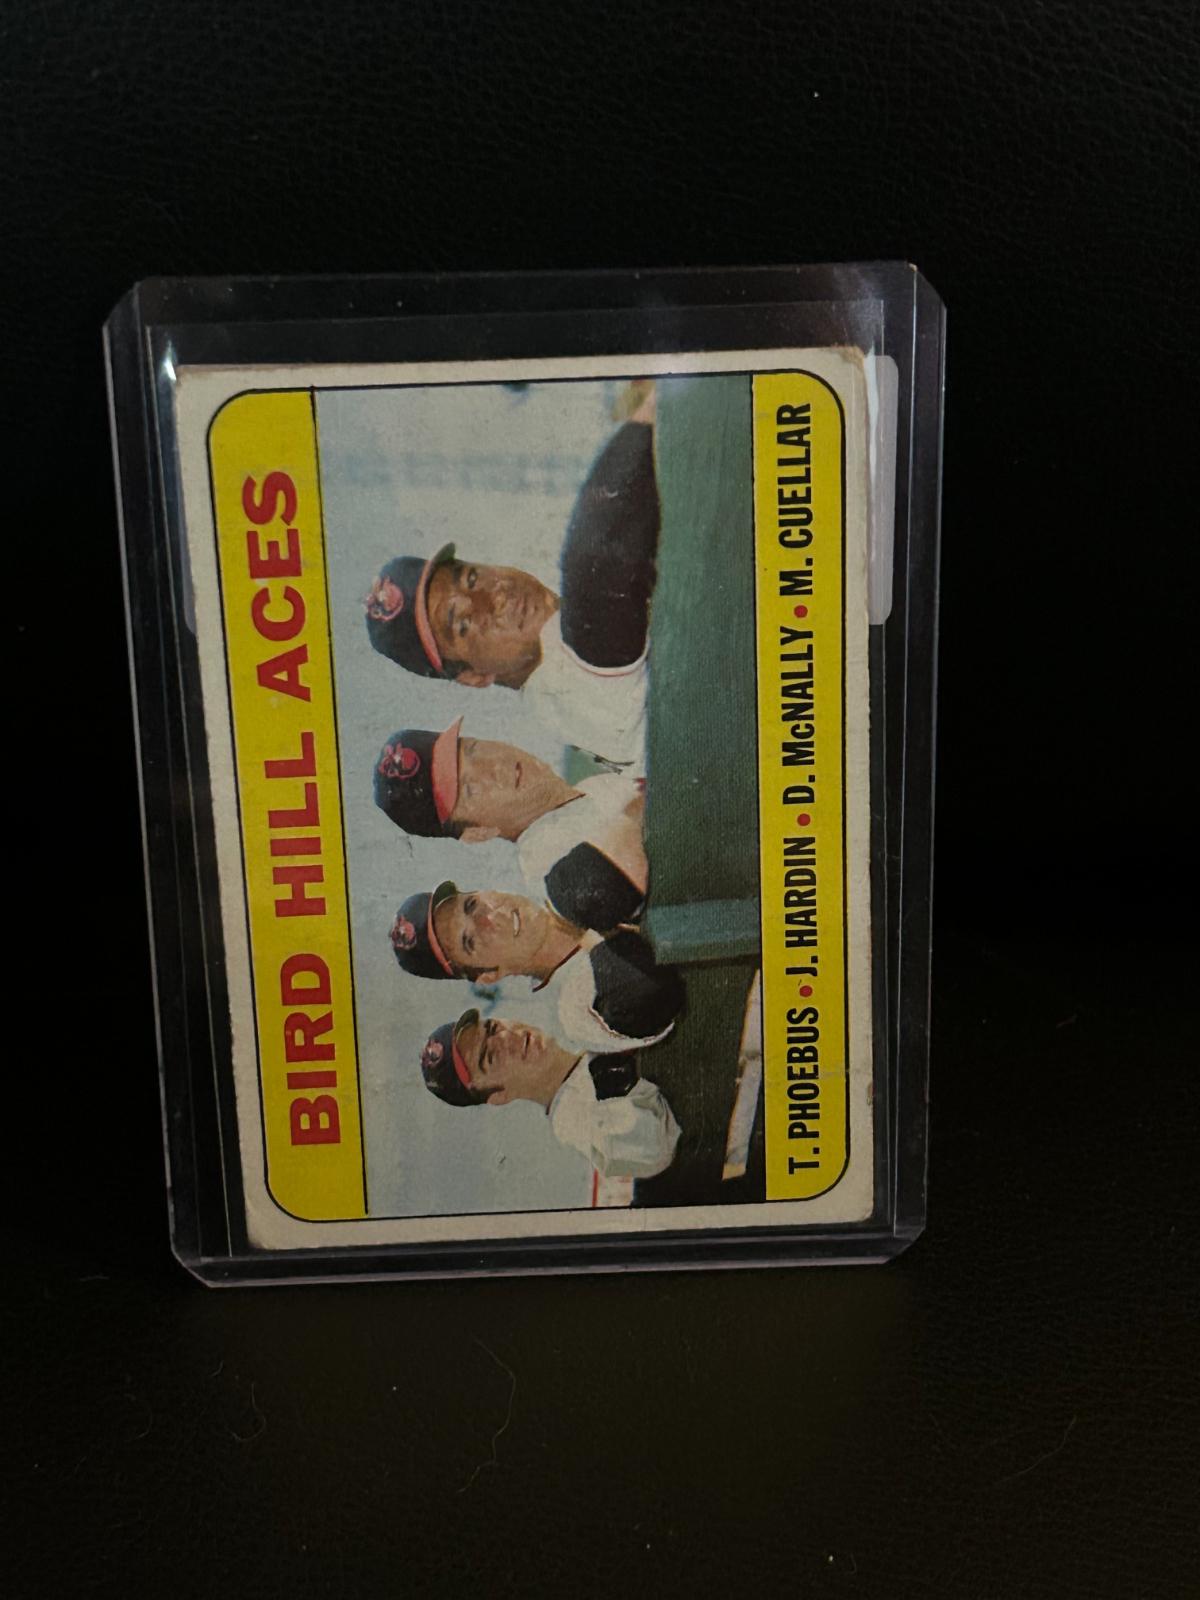 BIRD HILL ACES
T. PHOEBUS • J. HARDIN • D. McNALLY • M. CUELLAR